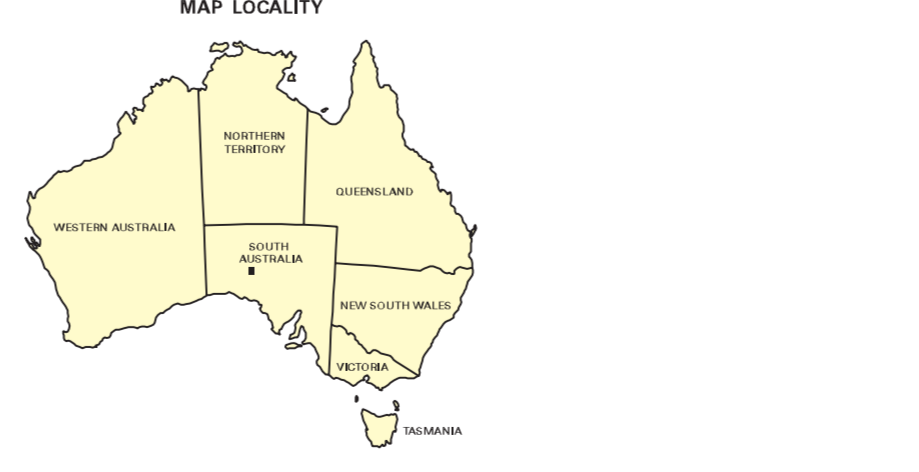 MAP LOCALITY
NORTHERN
TERRITORY
QUEENSLAND
WESTERN AUSTRALIA
SOUTH
AUSTRALIA
NEW SOUTH WALES
VICTORIA
TASMANIA